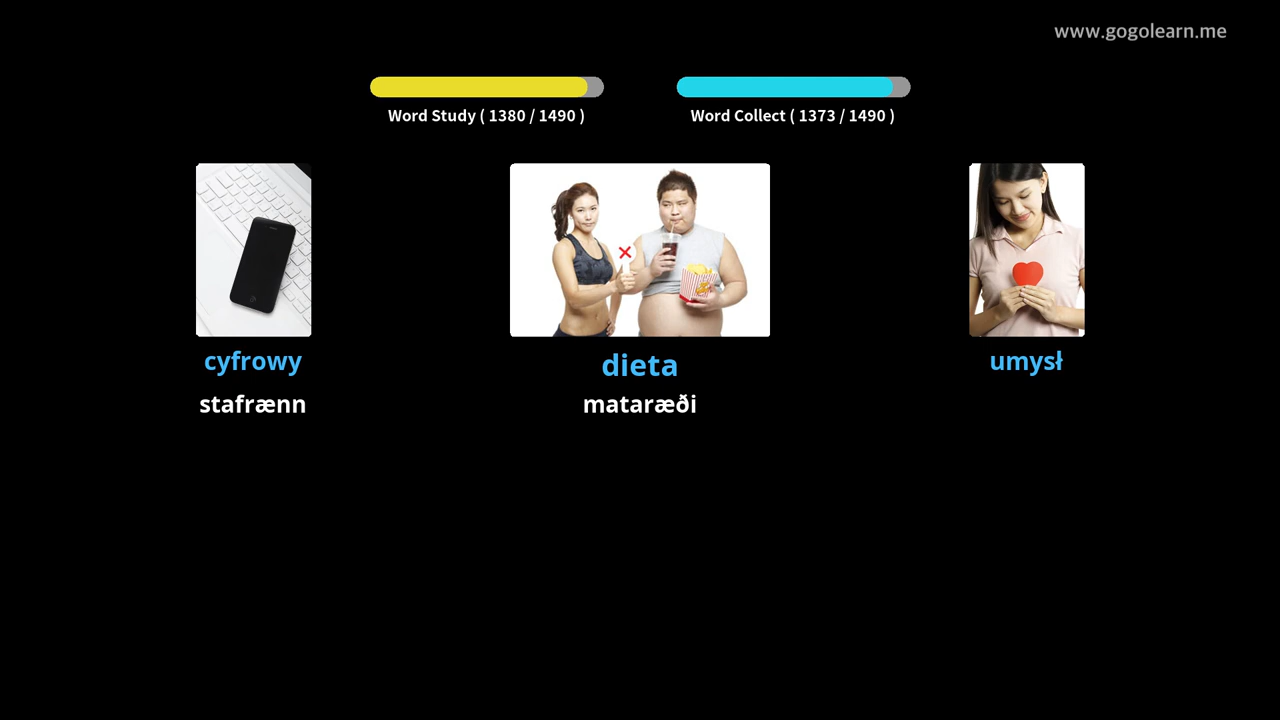 www.gogolearn.me
Word Study ( 1380 / 1490 )
Word Collect ( 1373 / 1490 )
cyfrowy
dieta
umysł
stafrænn
mataræði